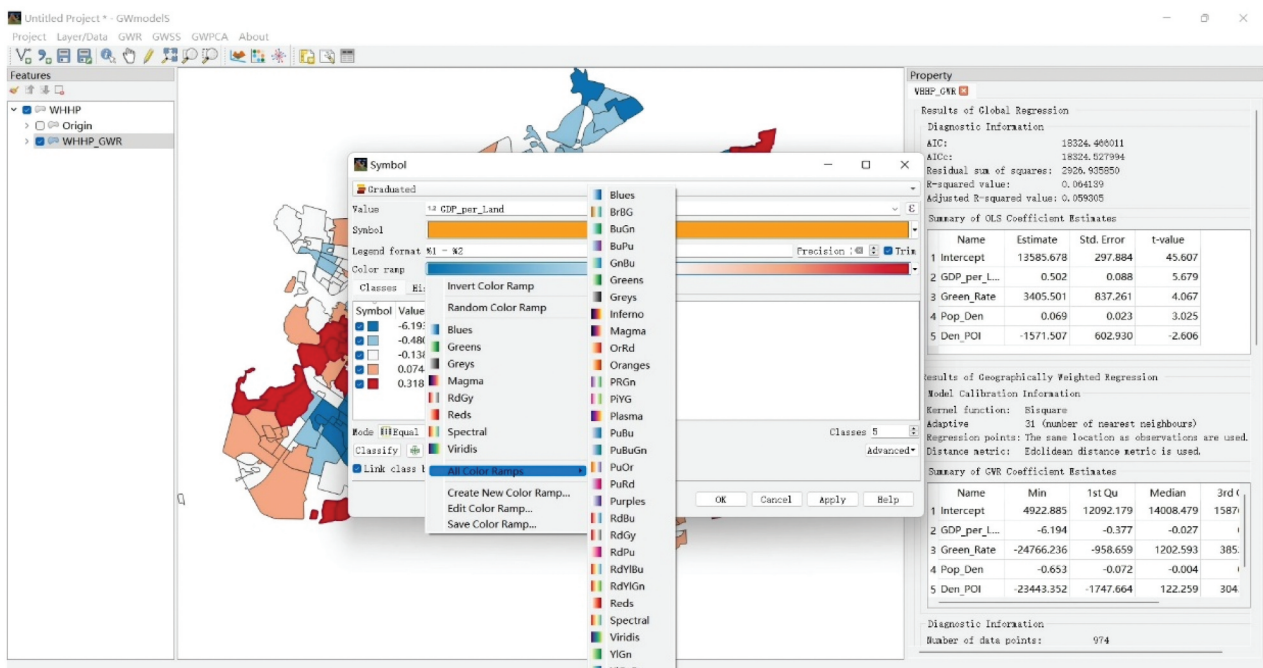 Untitled Project * - GWmodelS
Project Layer/Data GWR GWSS GWPCA About
Features
WHHP
Origin
WHHP_GWR
Symbol
Graduated
Value 1.2 GDP_per_Land
Symbol
Legend format %1 - %2 Precision Trim
Color ramp
Classes
Symbol Value
-0.138
0.074
0.318
Mode Equal
Classes 5
Classify
Advanced
Link class
OK Cancel Apply Help
Invert Color Ramp
Random Color Ramp
Blues
Greens
Greys
Magma
RdGy
Reds
Spectral
Viridis
All Color Ramps
Create New Color Ramp...
Edit Color Ramp...
Save Color Ramp...
Blues
BrBG
BuGn
BuPu
GnBu
Greens
Greys
Inferno
Magma
OrRd
Oranges
PRGn
PiYG
Plasma
PuBu
PuBuGn
PuOr
PuRd
Purples
RdBu
RdGy
RdPu
RdYlBu
RdYlGn
Reds
Spectral
Viridis
YlGn
Property
WHHP_GWR
Results of Global Regression
Diagnostic Information
AIC: 18324.466011
AICc: 18324.527994
Residual sum of squares: 2926.935850
R-squared value: 0.064139
Adjusted R-squared value: 0.059305
Summary of OLS Coefficient Estimates
Name Estimate Std. Error t-value
1 Intercept 13585.678 297.884 45.607
2 GDP_per_L... 0.502 0.088 5.679
3 Green_Rate 3405.501 837.261 4.067
4 Pop_Den 0.069 0.023 3.025
5 Den_POI -1571.507 602.930 -2.606
Results of Geographically Weighted Regression
Model Calibration Information
Kernel function: Bisquare
Adaptive 31 (number of nearest neighbours)
Regression points: The same location as observations are used.
Distance metric: Edclidean distance metric is used.
Summary of GWR Coefficient Estimates
Name Min 1st Qu Median 3rd
1 Intercept 4922.885 12092.179 14008.479 1587
2 GDP_per_L... -6.194 -0.377 -0.027
3 Green_Rate -24766.236 -958.659 1202.593 385.
4 Pop_Den -0.653 -0.072 -0.004
5 Den_POI -23443.352 -1747.664 122.259 304.
Diagnostic Information
Number of data points: 974